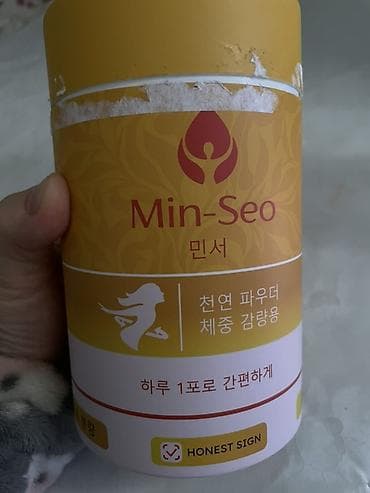 Min-Seo
민서
천연 파우더
체중 감량용
하루 1포로 간편하게
HONEST SIGN